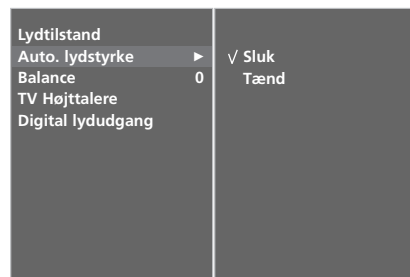 Lydtilstand
Auto. lydstyrke ►
Balance 0
TV Højttalere
Digital lydudgang
√ Sluk
Tænd